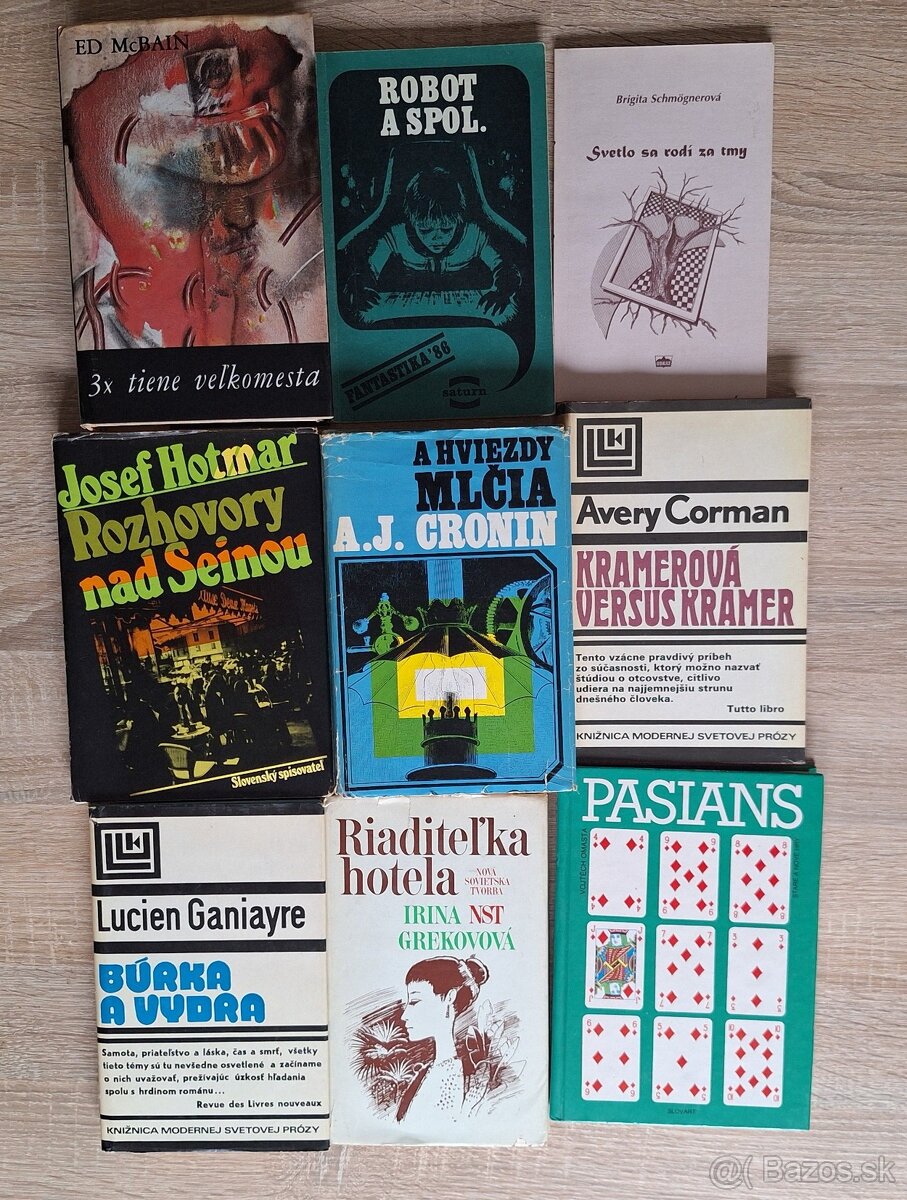 ED McBAIN
3x tiene velkomesta
ROBOT
A SPOL.
FANTASTIKA'86
saturn
Brigita Schmögnerová
Svetlo sa rodí za tmy
Josef Hotmar
Rozhovory
nad Seinou
Slovenský spisovateľ
A HVIEZDY
MLČIA
A.J. CRONIN
Avery Corman
KRAMEROVÁ
VERSUS KRAMER
Tento vzácne pravdivý príbeh
zo súčasnosti, ktorý možno nazvať
štúdiou o otcovstve, citlivo
udiera na najjemnejšiu strunu
dnešného človeka.
Tutto libro
KNIŽNICA MODERNEJ SVETOVEJ PRÓZY
Lucien Ganiayre
BÚRKA
A VYDRA
Samota, priateľstvo a láska, čas a smrť, všetky
tieto témy sú tu nevšedne osvetlené a začíname
o nich uvažovať, prežívajúc úzkosť hľadania
spolu s hrdinom románu...
Revue des Livres nouveaux
KNIŽNICA MODERNEJ SVETOVEJ PRÓZY
Riaditeľka
hotela
NOVÁ
SOVIETSKA
TVORBA
IRINA NST
GREKOVOVÁ
PASIANS
VOJTECH OMASTA
SLOVART
Bazos.sk